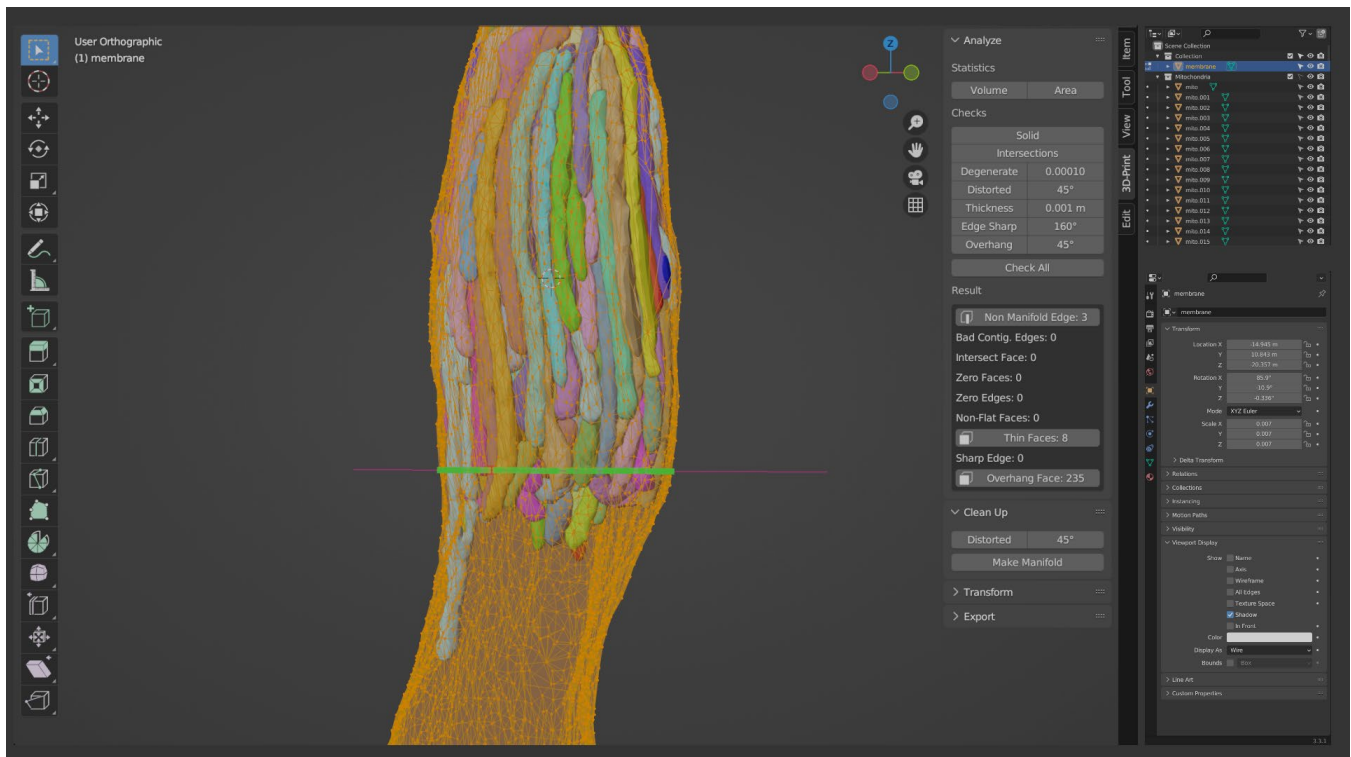 User Orthographic
(1) membrane
Z
Analyze
Statistics
Volume Area
Checks
Solid
Intersections
Degenerate 0.00010
Distorted 45°
Thickness 0.001 m
Edge Sharp 160°
Overhang 45°
Check All
Result
Non Manifold Edge: 3
Bad Contig. Edges: 0
Intersect Face: 0
Zero Faces: 0
Zero Edges: 0
Non-Flat Faces: 0
Thin Faces: 8
Sharp Edge: 0
Overhang Face: 235
Clean Up
Distorted 45°
Make Manifold
Transform
Export
Item
Tool
View
3D-Print
Edit
Scene Collection
Collection
membrane
Mitochondria
mito
mito.001
mito.002
mito.003
mito.004
mito.005
mito.006
mito.007
mito.008
mito.009
mito.010
mito.011
mito.012
mito.013
mito.014
mito.015
membrane
membrane
Transform
Location X -14.945 m
Y 10.843 m
Z 20.357 m
Rotation X 85.9°
Y -10.9°
Z -0.336°
Mode XYZ Euler
Scale X 0.007
Y 0.007
Z 0.007
Delta Transform
Relations
Collections
Instancing
Motion Paths
Visibility
Viewport Display
Show Name
Axis
Wireframe
All Edges
Texture Space
Shadow
In Front
Color
Display As Wire
Bounds Box
Line Art
Custom Properties
3.3.1